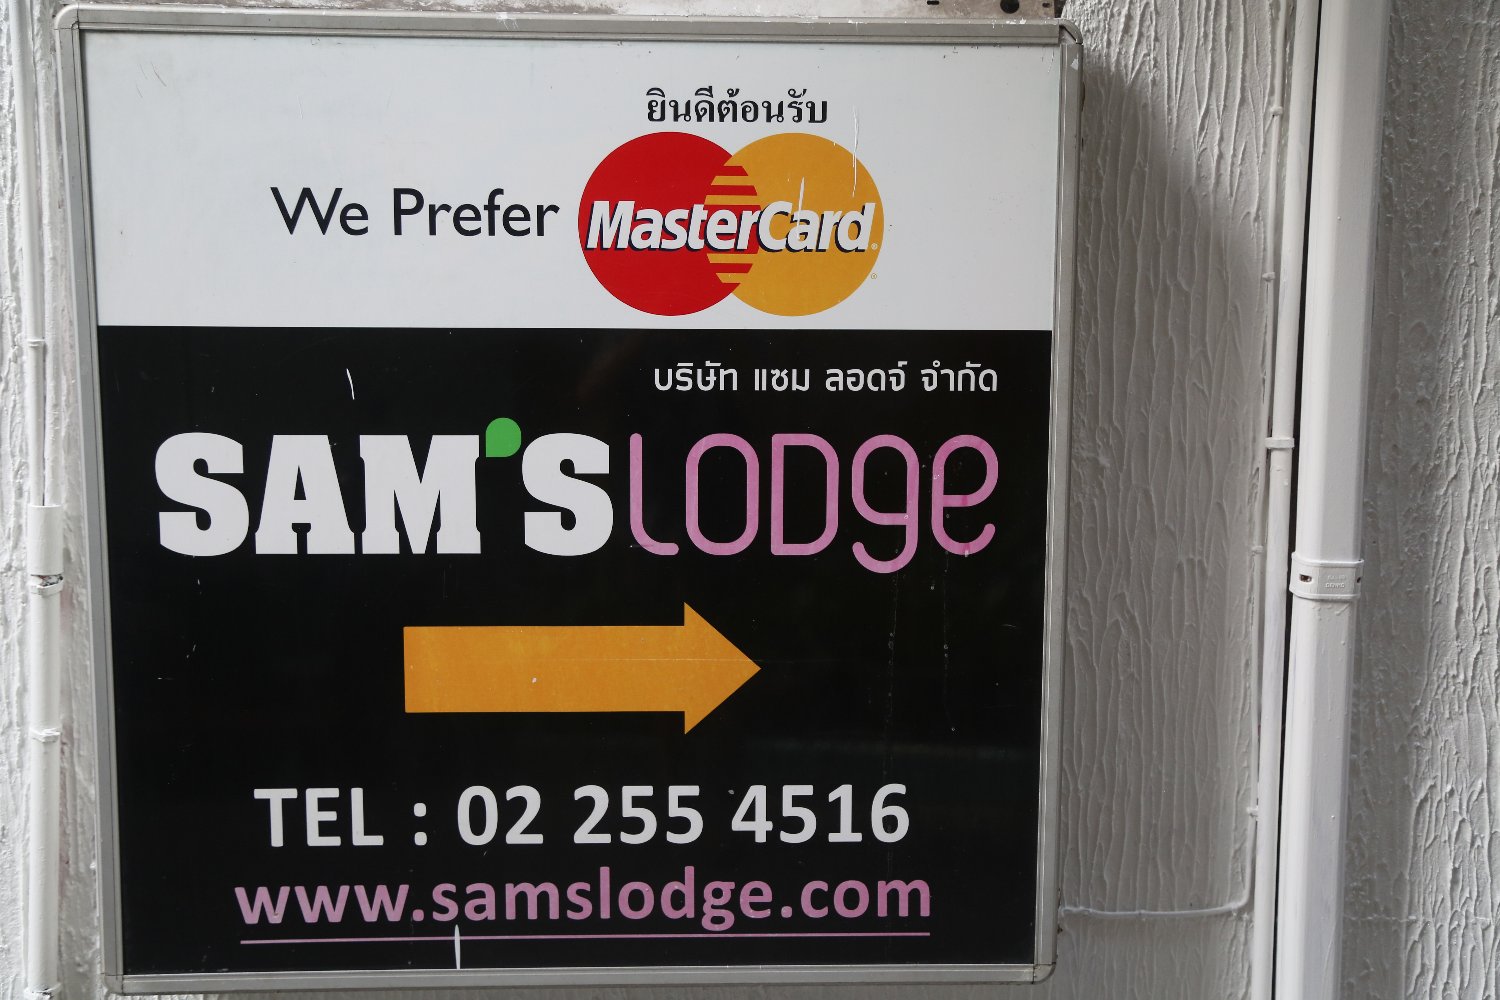 ยินดีต้อนรับ
We Prefer MasterCard
บริษัท แซม ลอดจ์ จำกัด
SAM'S LODge
TEL : 02 255 4516
www.samslodge.com